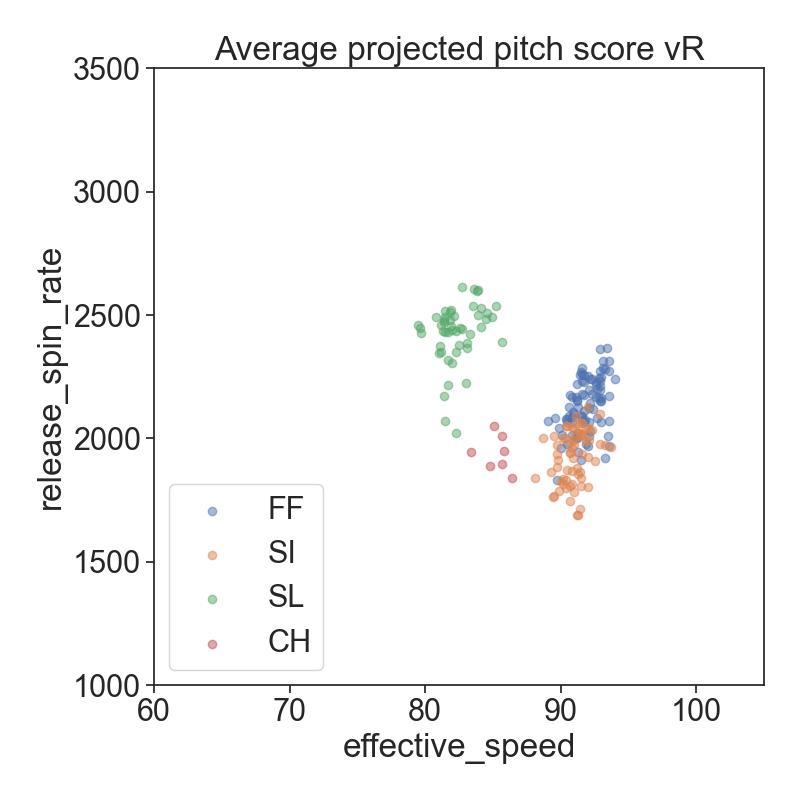 Average projected pitch score vR
3500
3000
2500
2000
1500
1000
release_spin_rate
FF
SI
SL
CH
60
70
80
90
100
effective_speed